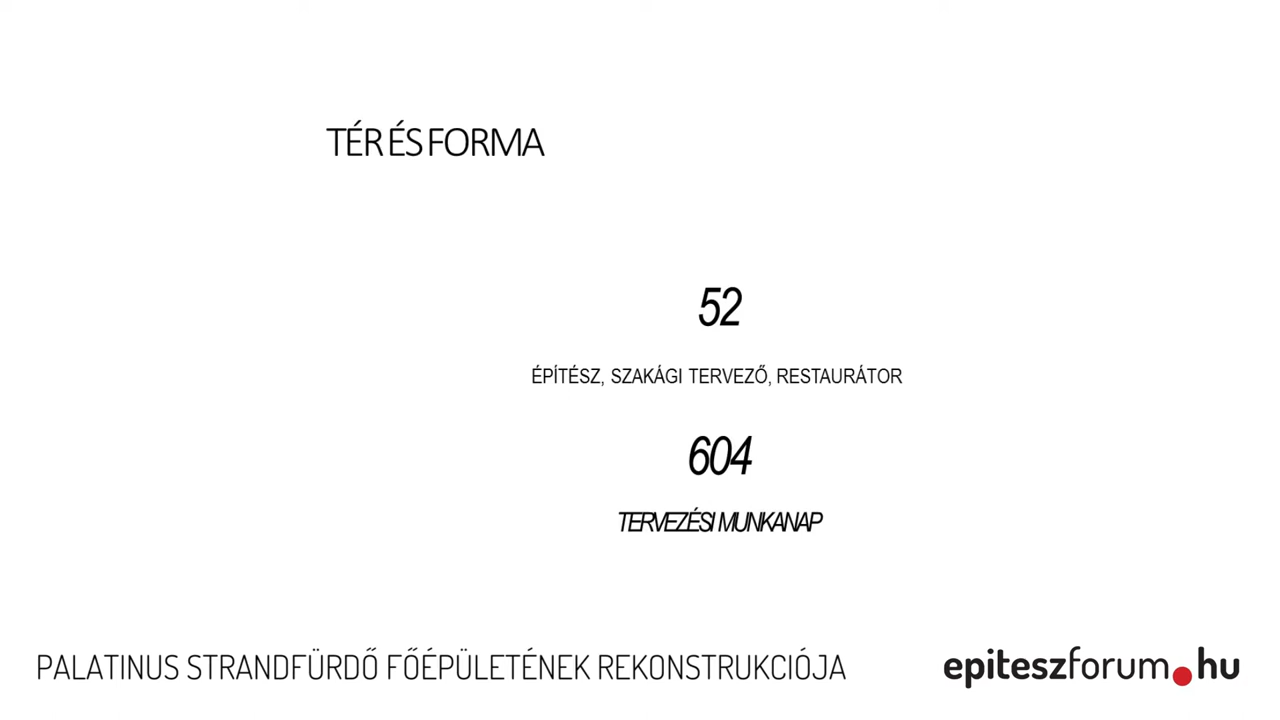 TÉR ÉS FORMA
52
ÉPÍTÉSZ, SZAKÁGI TERVEZŐ, RESTAURÁTOR
604
TERVEZÉSI MUNKANAP
PALATINUS STRANDFÜRDŐ FŐÉPÜLETÉNEK REKONSTRUKCIÓJA
epiteszforum.hu